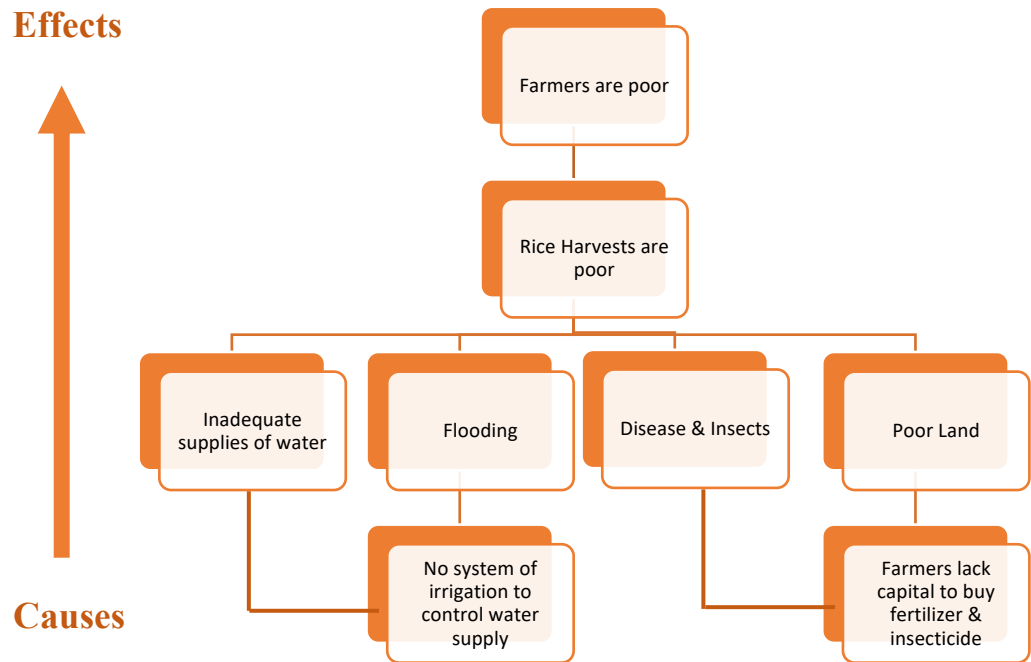 Effects
Farmers are poor
Rice Harvests are
poor
Inadequate
supplies of water
Flooding
Disease & Insects
Poor Land
No system of
irrigation to
control water
supply
Farmers lack
capital to buy
fertilizer &
insecticide
Causes